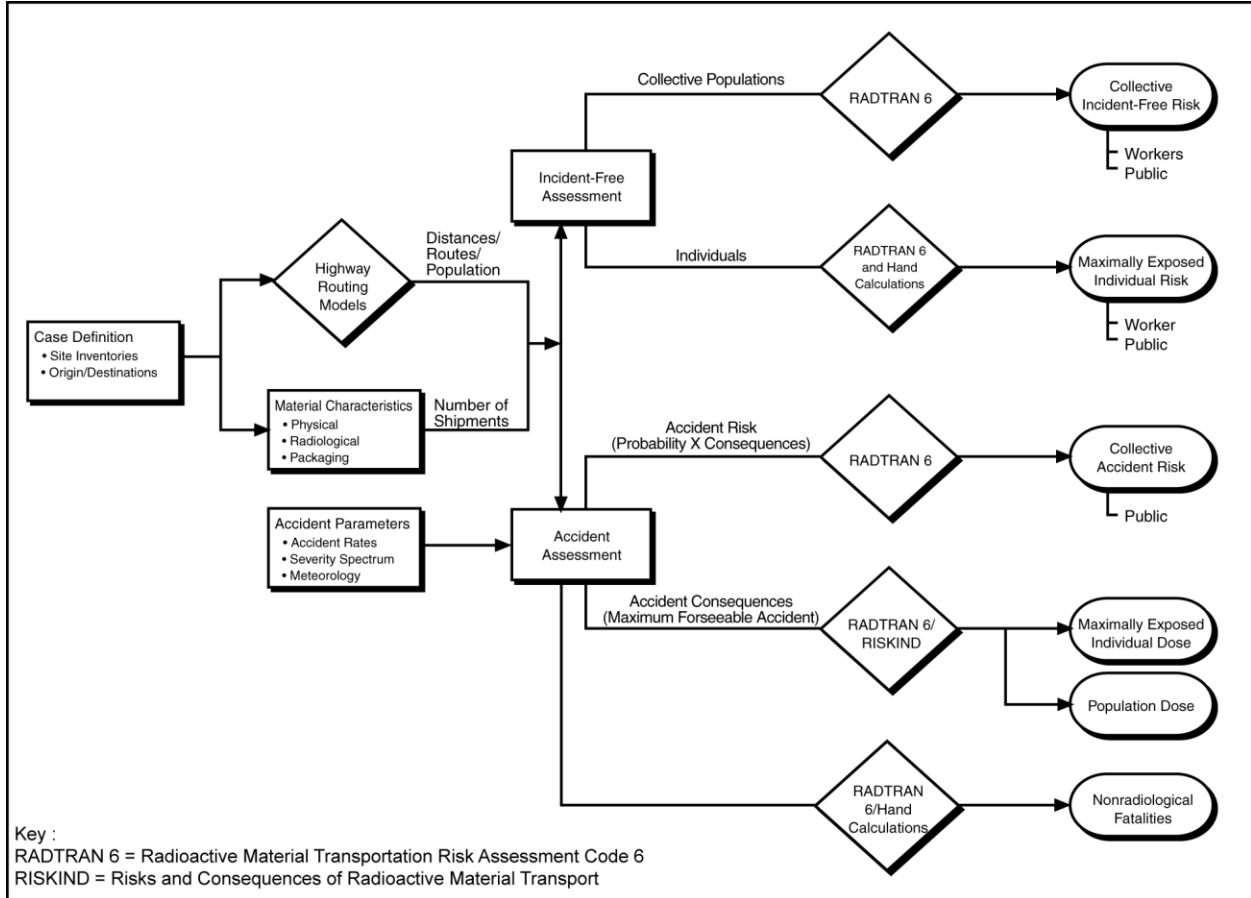 Collective Populations
RADTRAN 6
Collective
Incident-Free Risk
Workers
Public
Incident-Free
Assessment
Individuals
RADTRAN 6
and Hand
Calculations
Maximally Exposed
Individual Risk
Worker
Public
Highway
Routing
Models
Distances/
Routes/
Population
Case Definition
• Site Inventories
• Origin/Destinations
Material Characteristics
• Physical
• Radiological
• Packaging
Number of
Shipments
Accident Risk
(Probability X Consequences)
RADTRAN 6
Collective
Accident Risk
Public
Accident Parameters
• Accident Rates
• Severity Spectrum
• Meteorology
Accident
Assessment
Accident Consequences
(Maximum Forseeable Accident)
RADTRAN 6/
RISKIND
Maximally Exposed
Individual Dose
Population Dose
RADTRAN
6/Hand
Calculations
Nonradiological
Fatalities
Key :
RADTRAN 6 = Radioactive Material Transportation Risk Assessment Code 6
RISKIND = Risks and Consequences of Radioactive Material Transport